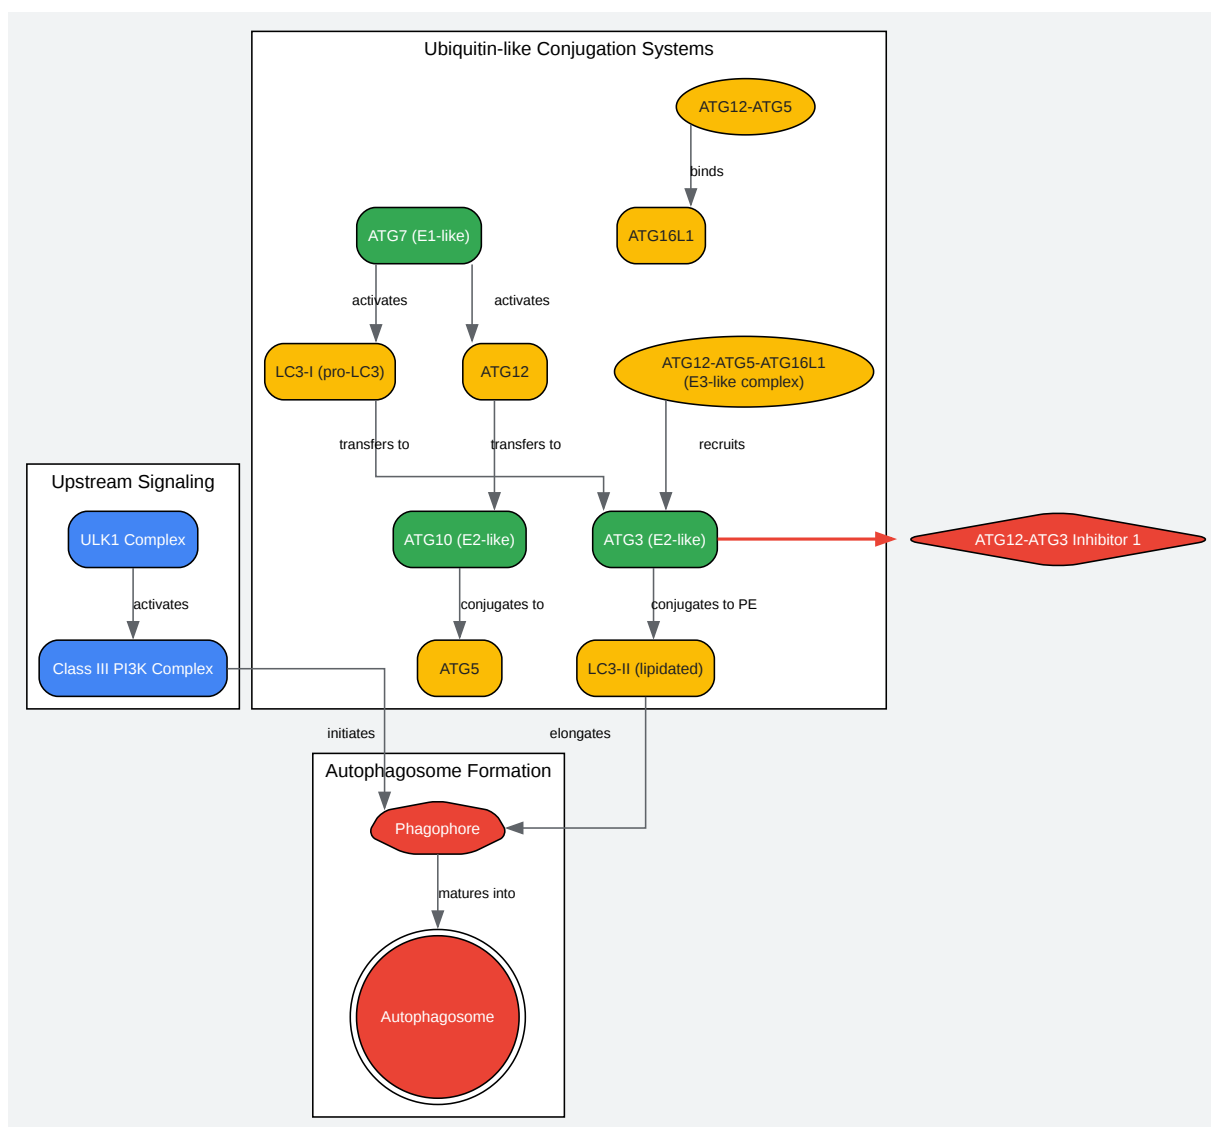 Ubiquitin-like Conjugation Systems
ATG12-ATG5
binds
ATG7 (E1-like)
ATG16L1
activates
activates
LC3-I (pro-LC3)
ATG12
ATG12-ATG5-ATG16L1
(E3-like complex)
transfers to
transfers to
recruits
Upstream Signaling
ULK1 Complex
ATG10 (E2-like)
ATG3 (E2-like)
ATG12-ATG3 Inhibitor 1
activates
conjugates to
conjugates to PE
Class III PI3K Complex
ATG5
LC3-II (lipidated)
initiates
elongates
Autophagosome Formation
Phagophore
matures into
Autophagosome